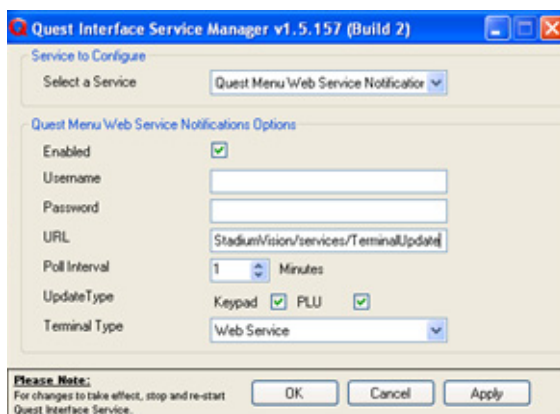 Quest Interface Service Manager v1.5.157 (Build 2)
Service to Configure
Select a Service
Quest Menu Web Service Notification
Quest Menu Web Service Notifications Options
Enabled
Username
Password
URL
StadiumVision/services/TerminalUpdate
Poll Interval
1
Minutes
UpdateType
Keypad
PLU
Terminal Type
Web Service
Please Note:
For changes to take effect, stop and re-start
Quest Interface Service.
OK
Cancel
Apply